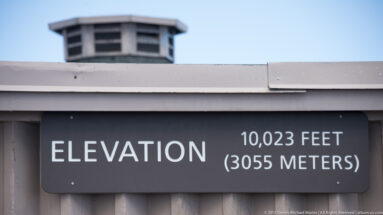 ELEVATION
10,023 FEET
(3055 METERS)